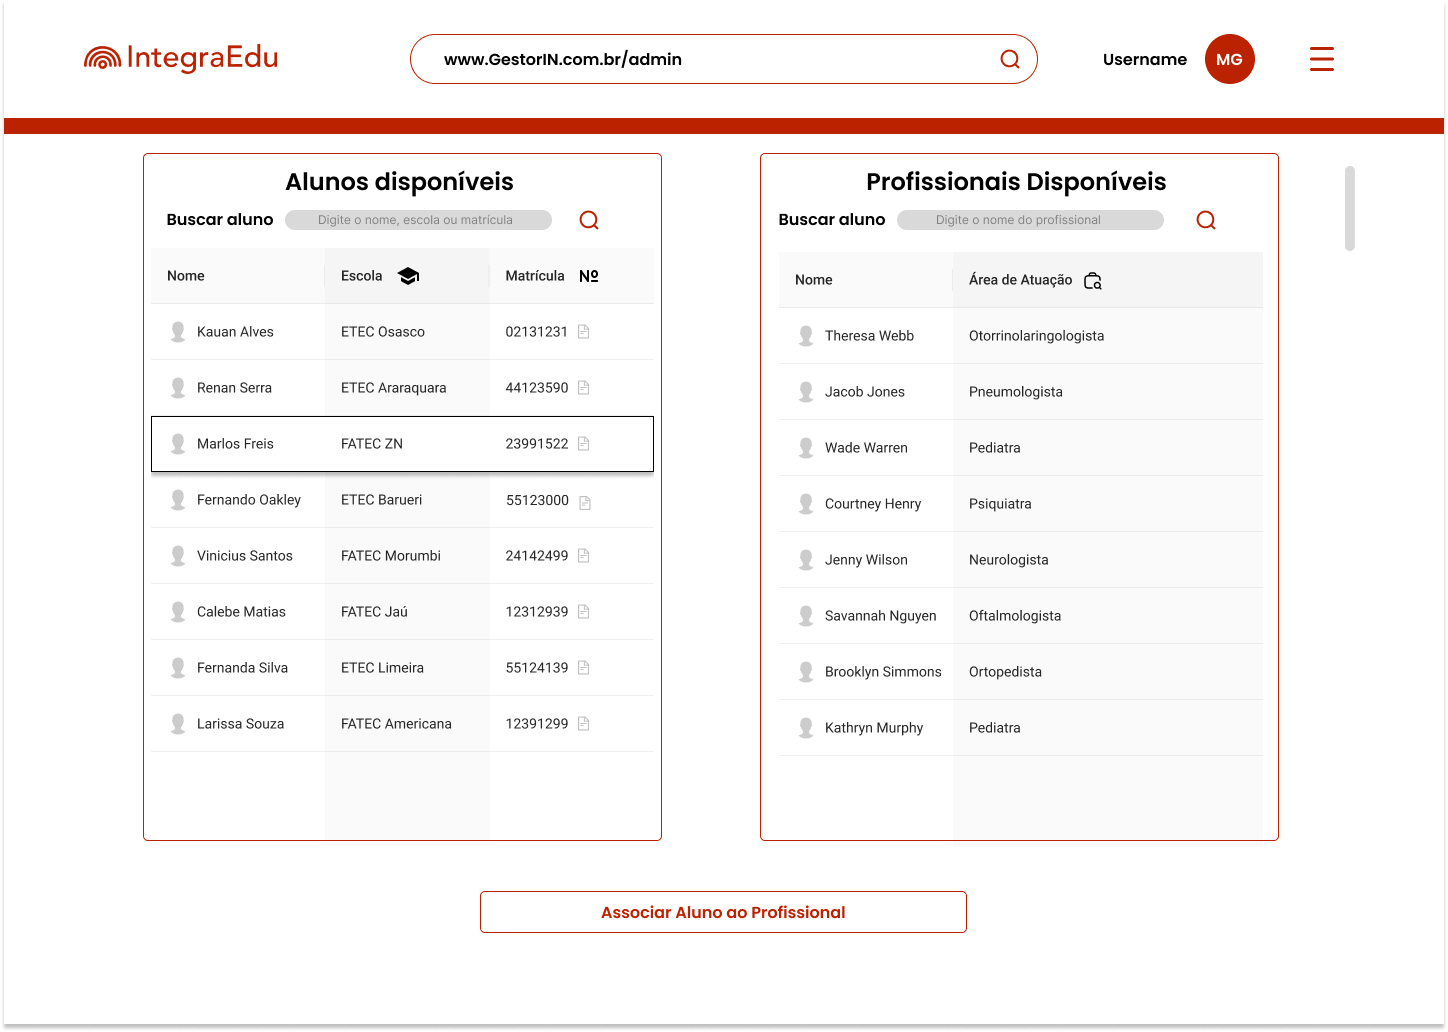 IntegraEdu
www.GestorIN.com.br/admin
Username
MG
Alunos disponíveis
Buscar aluno Digite o nome, escola ou matrícula
Nome Escola Matrícula Nº
Kauan Alves ETEC Osasco 02131231
Renan Serra ETEC Araraquara 44123590
Marlos Freis FATEC ZN 23991522
Fernando Oakley ETEC Barueri 55123000
Vinicius Santos FATEC Morumbi 24142499
Calebe Matias FATEC Jaú 12312939
Fernanda Silva ETEC Limeira 55124139
Larissa Souza FATEC Americana 12391299
Profissionais Disponíveis
Buscar aluno Digite o nome do profissional
Nome Área de Atuação
Theresa Webb Otorrinolaringologista
Jacob Jones Pneumologista
Wade Warren Pediatra
Courtney Henry Psiquiatra
Jenny Wilson Neurologista
Savannah Nguyen Oftalmologista
Brooklyn Simmons Ortopedista
Kathryn Murphy Pediatra
Associar Aluno ao Profissional